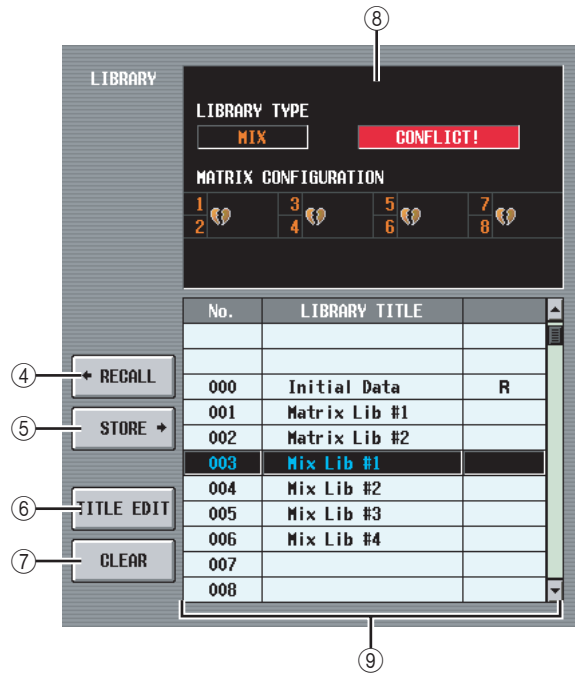 ⑧
LIBRARY
LIBRARY TYPE
MIX CONFLICT!
MATRIX CONFIGURATION
1 3 5 7
2 4 6 8
No. LIBRARY TITLE
④ ← RECALL
000 Initial Data R
⑤ STORE →
001 Matrix Lib #1
002 Matrix Lib #2
003 Mix Lib #1
⑥ TITLE EDIT
004 Mix Lib #2
005 Mix Lib #3
⑦ CLEAR
006 Mix Lib #4
007
008
⑨